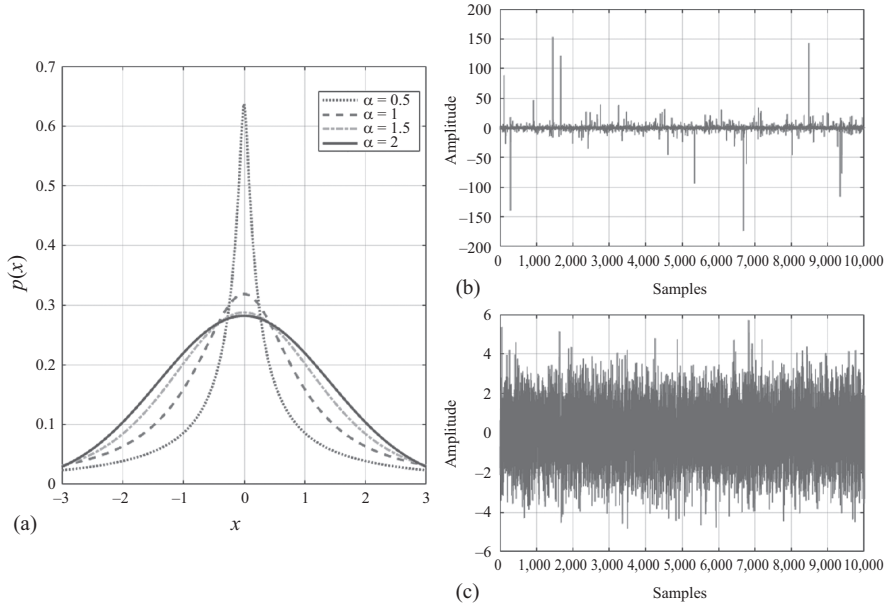 0.7
0.6
0.5
0.4
0.3
0.2
0.1
0
p(x)
α = 0.5
α = 1
α = 1.5
α = 2
−3 −2 −1 0 1 2 3
x
(a)
200
150
100
50
0
−50
−100
−150
−200
Amplitude
0 1,000 2,000 3,000 4,000 5,000 6,000 7,000 8,000 9,000 10,000
Samples
(b)
6
4
2
0
−2
−4
−6
Amplitude
0 1,000 2,000 3,000 4,000 5,000 6,000 7,000 8,000 9,000 10,000
Samples
(c)